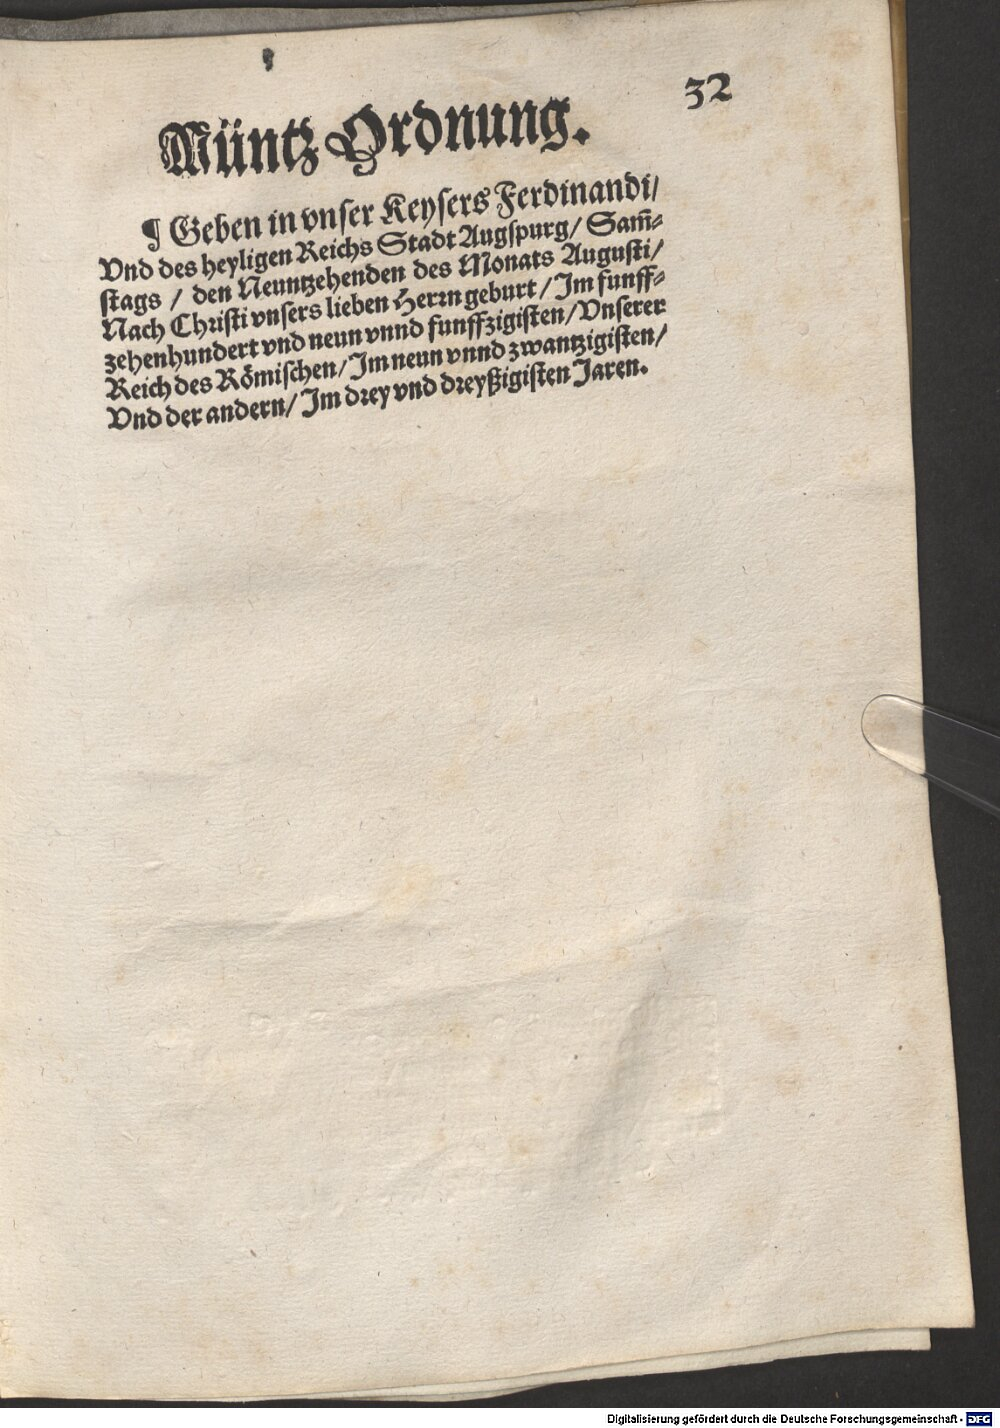 32
Müntz Ordnung.
¶ Geben in vnser Keysers Ferdinandi/
Vnd des heyligen Reichs Stadt Augspurg/ Sam̄-
stags / den Neuntzehenden des Monats Augusti/
Nach Christi vnsers lieben Herrn geburt/ Im funff-
zehenhundert vnd neun vnnd funffzigisten/ Vnserer
Reich des Römischen/ Im neun vnnd zwantzigisten/
Vnd der andern/ Im drey vnd dreyßigisten Jaren.
Digitalisierung gefördert durch die Deutsche Forschungsgemeinschaft - DFG